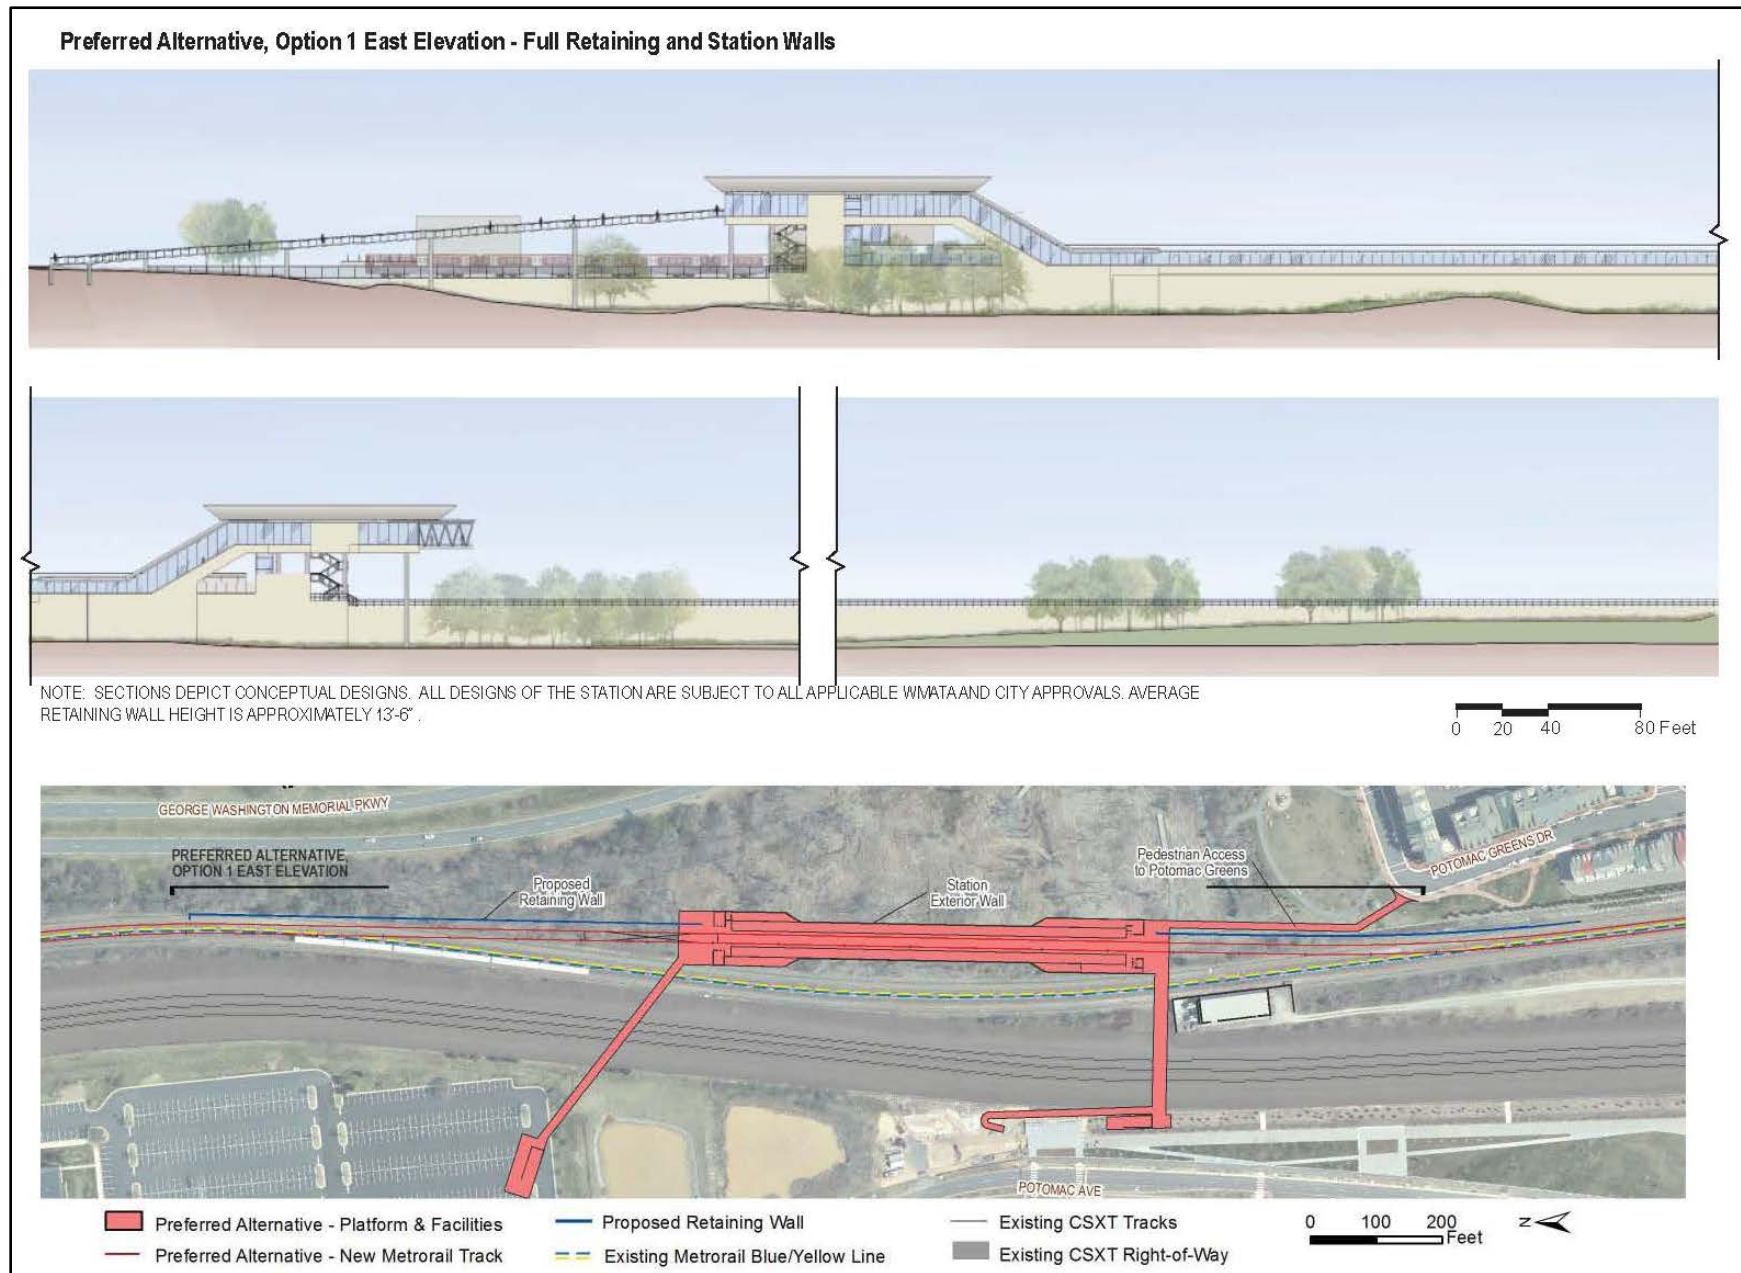 Preferred Alternative, Option 1 East Elevation - Full Retaining and Station Walls
NOTE: SECTIONS DEPICT CONCEPTUAL DESIGNS. ALL DESIGNS OF THE STATION ARE SUBJECT TO ALL APPLICABLE WMATA AND CITY APPROVALS. AVERAGE
RETAINING WALL HEIGHT IS APPROXIMATELY 13'-6".
0 20 40 80 Feet
GEORGE WASHINGTON MEMORIAL PKWY
PREFERRED ALTERNATIVE,
OPTION 1 EAST ELEVATION
Proposed
Retaining Wall
Station
Exterior Wall
Pedestrian Access
to Potomac Greens
POTOMAC GREENS DR
POTOMAC AVE
Preferred Alternative - Platform & Facilities
Preferred Alternative - New Metrorail Track
Proposed Retaining Wall
Existing Metrorail Blue/Yellow Line
Existing CSXT Tracks
Existing CSXT Right-of-Way
0 100 200
Feet
N